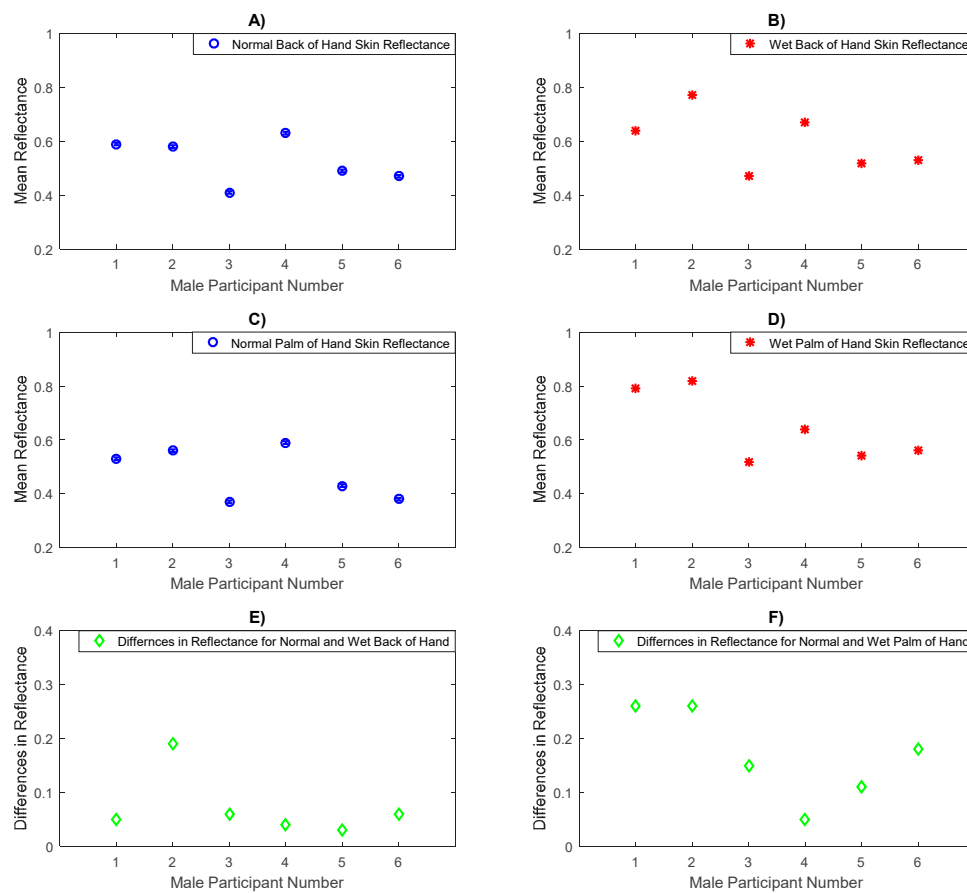 A)
Normal Back of Hand Skin Reflectance
1
0.8
0.6
0.4
0.2
Mean Reflectance
1 2 3 4 5 6
Male Participant Number
B)
Wet Back of Hand Skin Reflectance
1
0.8
0.6
0.4
0.2
Mean Reflectance
1 2 3 4 5 6
Male Participant Number
C)
Normal Palm of Hand Skin Reflectance
1
0.8
0.6
0.4
0.2
Mean Reflectance
1 2 3 4 5 6
Male Participant Number
D)
Wet Palm of Hand Skin Reflectance
1
0.8
0.6
0.4
0.2
Mean Reflectance
1 2 3 4 5 6
Male Participant Number
E)
Differnces in Reflectance for Normal and Wet Back of Hand
0.4
0.3
0.2
0.1
0
Differences in Reflectance
1 2 3 4 5 6
Male Participant Number
F)
Differnces in Reflectance for Normal and Wet Palm of Hand
0.4
0.3
0.2
0.1
0
Differences in Reflectance
1 2 3 4 5 6
Male Participant Number